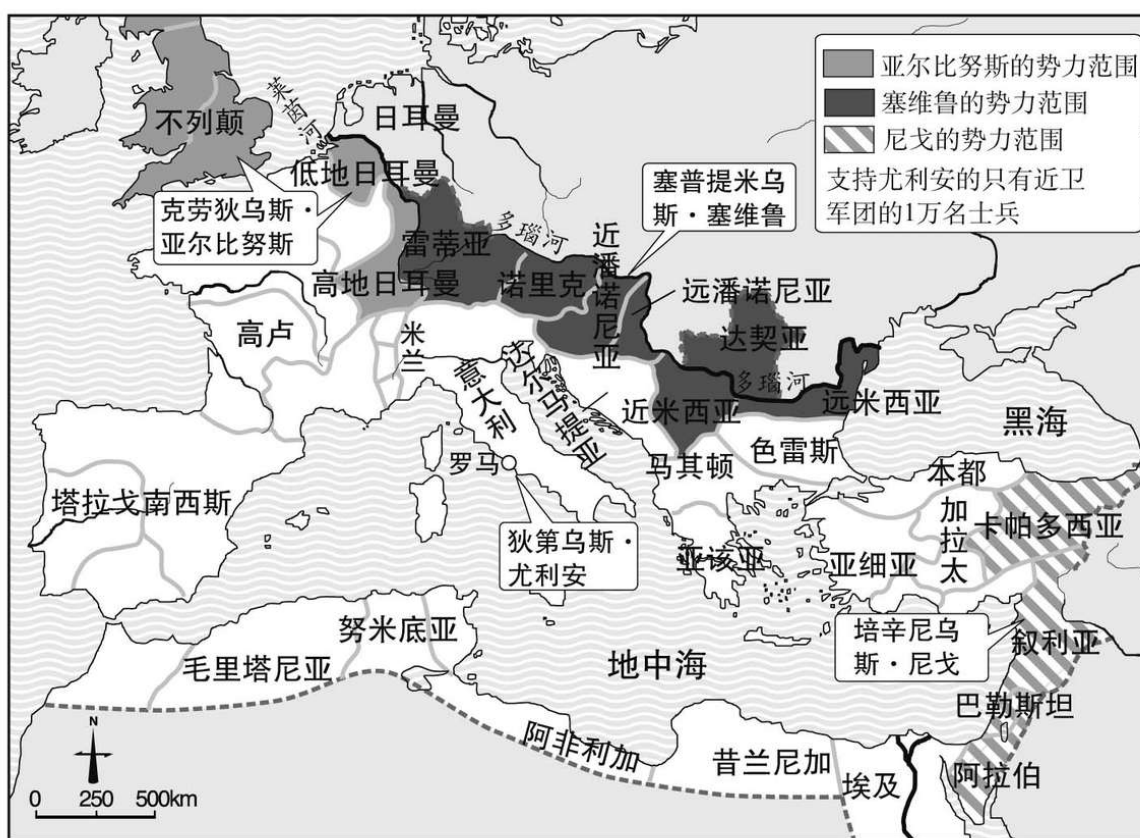 亚尔比努斯的势力范围
塞维鲁的势力范围
尼戈的势力范围
支持尤利安的只有近卫
军团的1万名士兵
不列颠
莱茵河
日耳曼
低地日耳曼
克劳狄乌斯·
亚尔比努斯
塞普提米乌
斯·塞维鲁
雷蒂亚
多瑙河
近潘诺尼亚
高地日耳曼
诺里克
远潘诺尼亚
高卢
米兰
达契亚
意大利
达尔马提亚
多瑙河
近米西亚
远米西亚
黑海
罗马
马其顿
色雷斯
本都
塔拉戈南西斯
加拉太
卡帕多西亚
狄第乌斯·
尤利安
亚该亚
亚细亚
努米底亚
培辛尼乌
斯·尼戈
叙利亚
毛里塔尼亚
地中海
巴勒斯坦
阿非利加
昔兰尼加
埃及
阿拉伯
N
0 250 500km